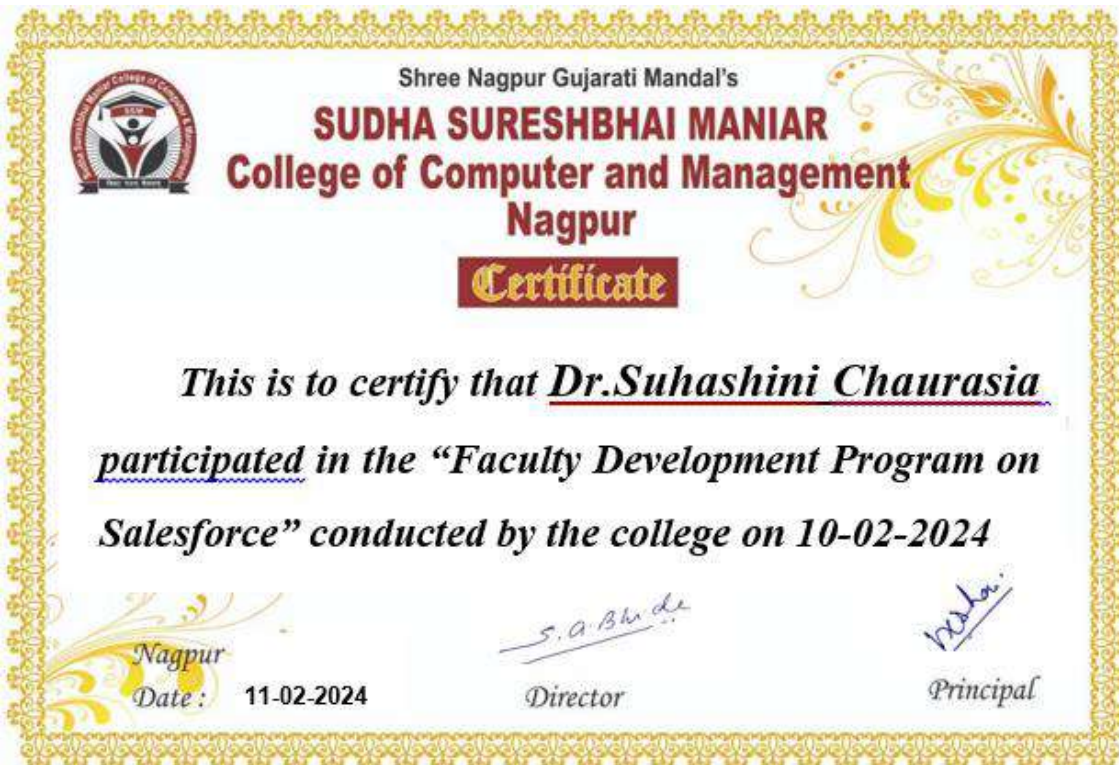 Shree Nagpur Gujarati Mandal's
SUDHA SURESHBHAI MANIAR
College of Computer and Management
Nagpur
Certificate
This is to certify that Dr.Suhashini Chaurasia
participated in the “Faculty Development Program on
Salesforce” conducted by the college on 10-02-2024
S.A.Bhide
Nagpur
Date : 11-02-2024
Director
Principal